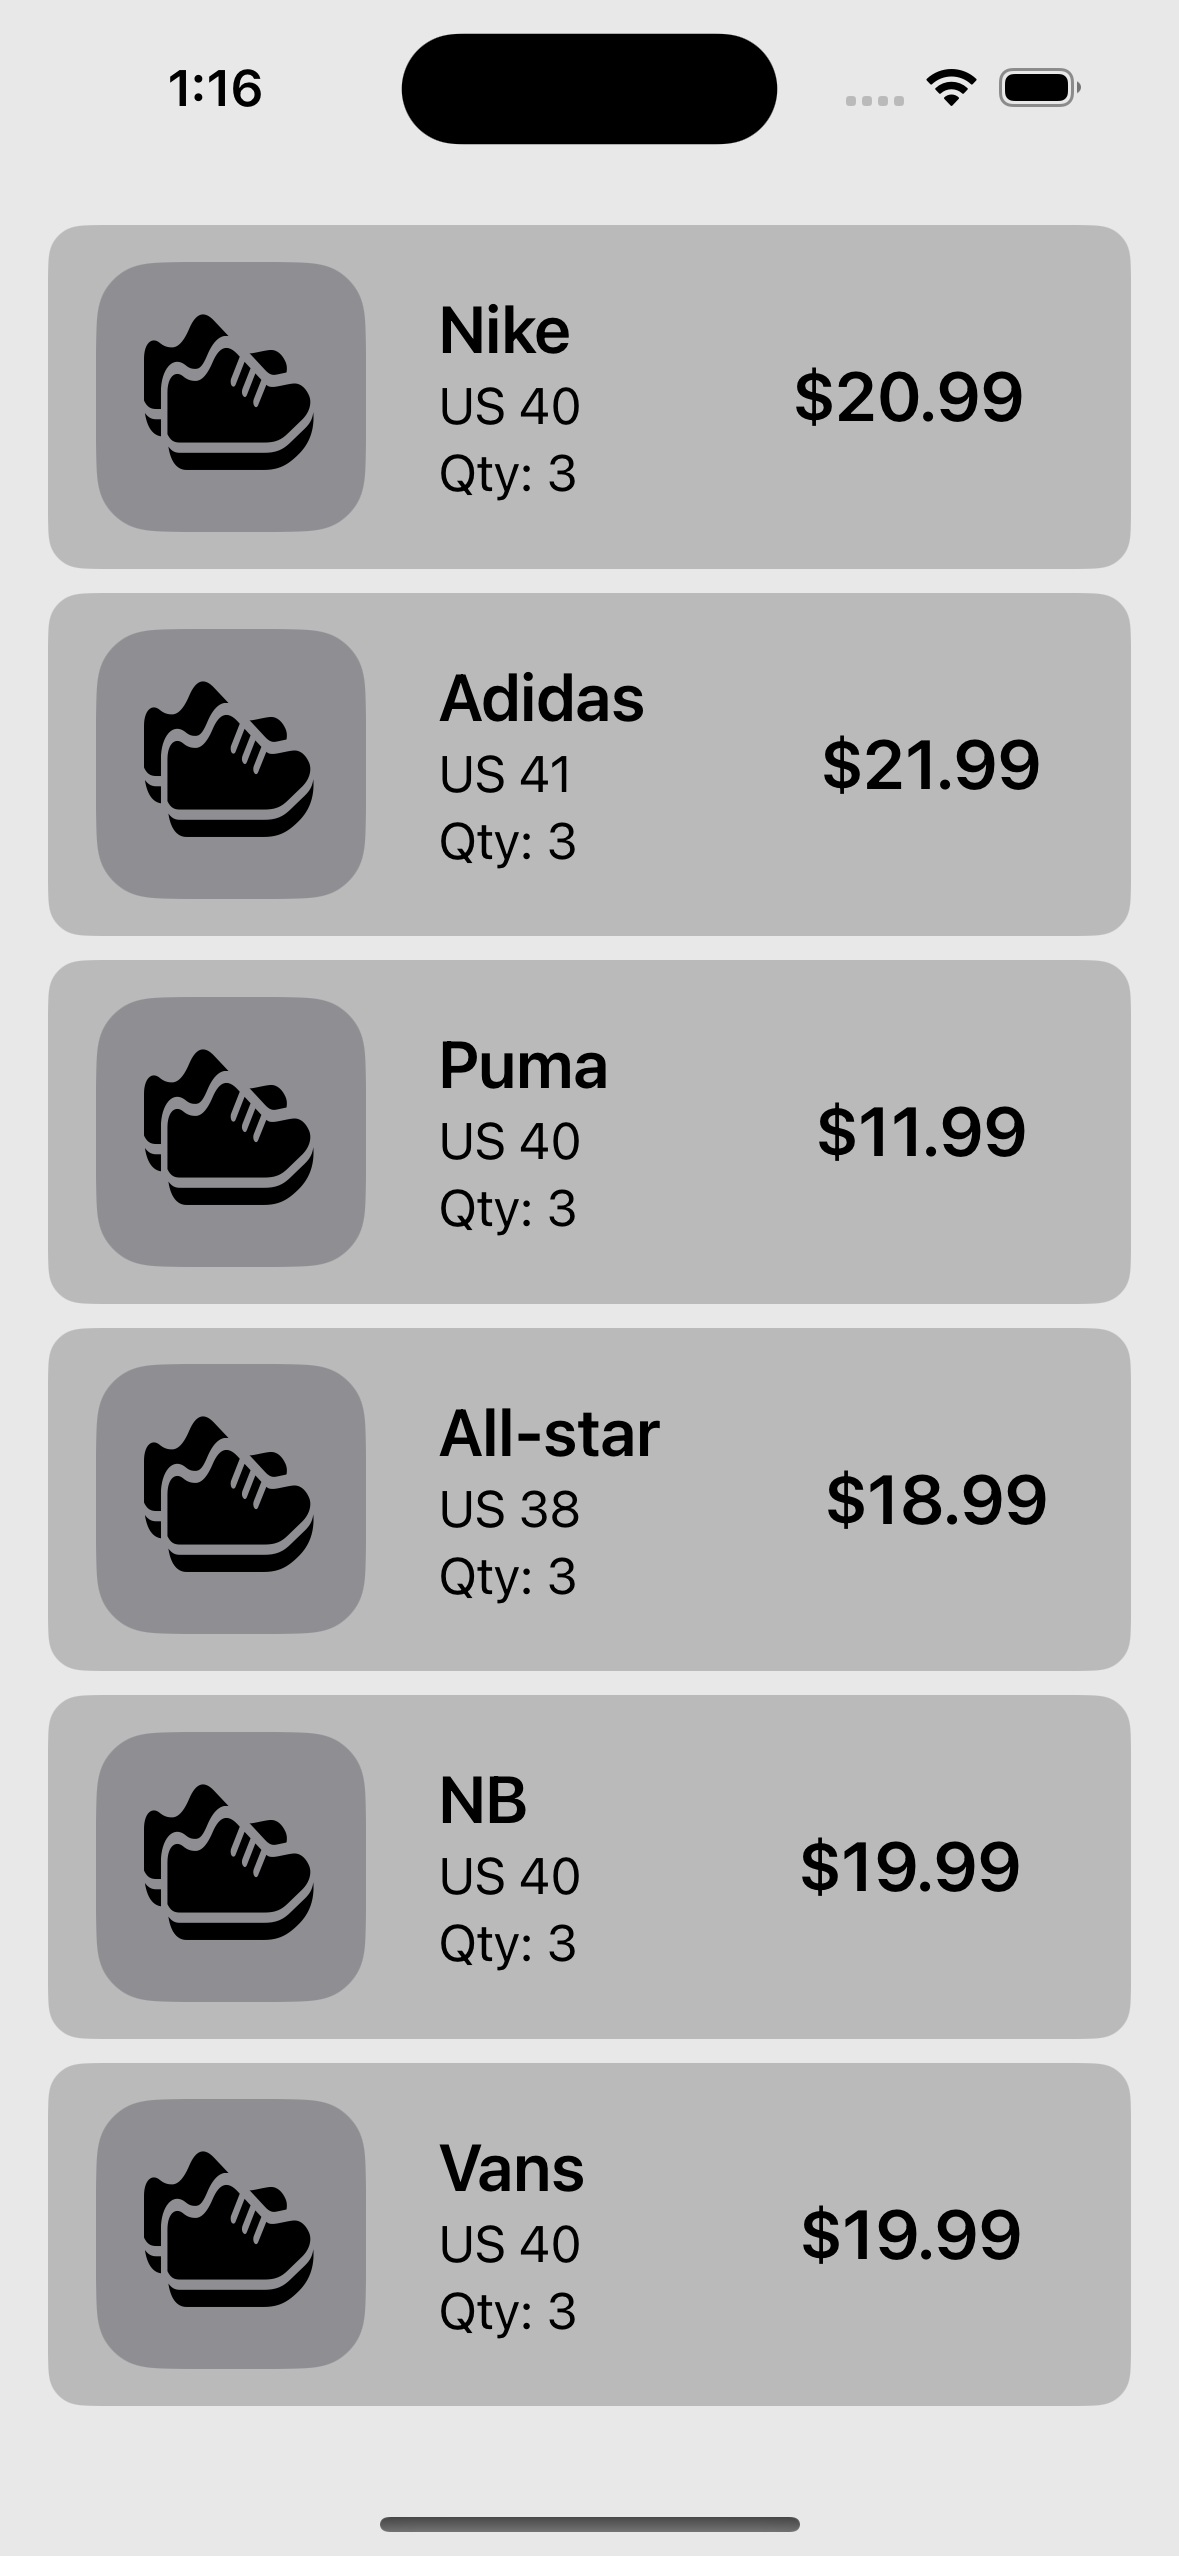 1:16
Nike
US 40
Qty: 3
$20.99
Adidas
US 41
Qty: 3
$21.99
Puma
US 40
Qty: 3
$11.99
All-star
US 38
Qty: 3
$18.99
NB
US 40
Qty: 3
$19.99
Vans
US 40
Qty: 3
$19.99